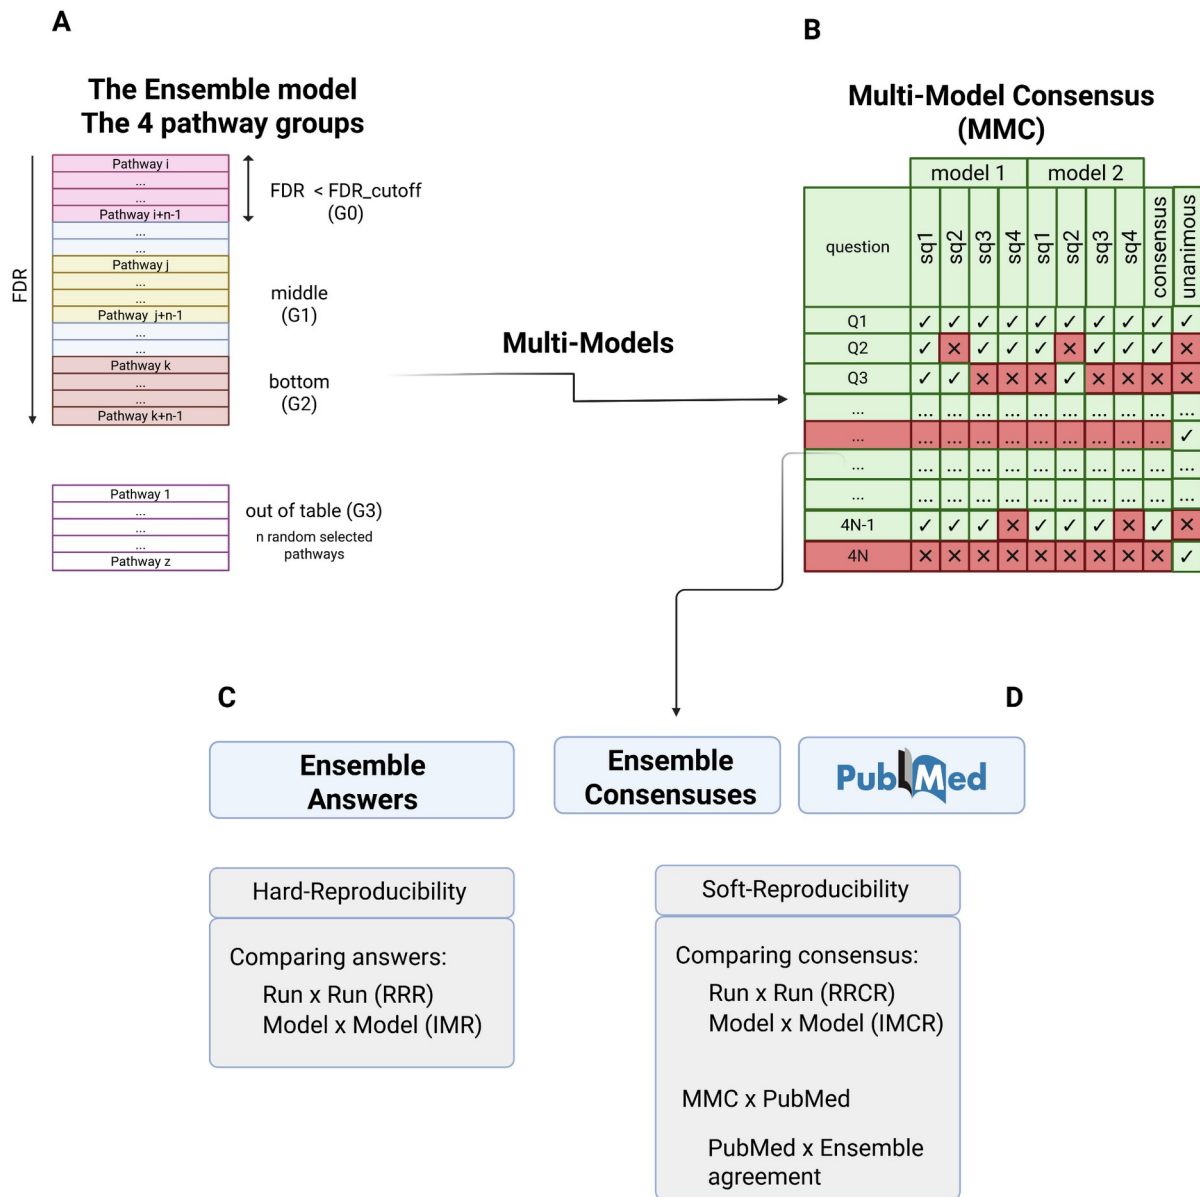 A
The Ensemble model
The 4 pathway groups
FDR
Pathway i
...
...
Pathway i+n-1
...
...
Pathway j
...
...
Pathway j+n-1
...
...
Pathway k
...
...
Pathway k+n-1
FDR < FDR_cutoff
(G0)
middle
(G1)
bottom
(G2)
Pathway 1
...
...
...
Pathway z
out of table (G3)
n random selected
pathways
Multi-Models
B
Multi-Model Consensus
(MMC)
model 1 model 2
question sq1 sq2 sq3 sq4 sq1 sq2 sq3 sq4 consensus unanimous
Q1 ✓ ✓ ✓ ✓ ✓ ✓ ✓ ✓ ✓ ✓
Q2 ✓ ✕ ✓ ✓ ✓ ✕ ✓ ✓ ✓ ✕
Q3 ✓ ✓ ✕ ✕ ✕ ✓ ✕ ✕ ✕ ✕
... ... ... ... ... ... ... ... ... ... ...
... ... ... ... ... ... ... ... ... ... ✓
... ... ... ... ... ... ... ... ... ... ...
... ... ... ... ... ... ... ... ... ... ...
4N-1 ✓ ✓ ✓ ✕ ✓ ✓ ✓ ✕ ✓ ✕
4N ✕ ✕ ✕ ✕ ✕ ✕ ✕ ✕ ✕ ✓
C
Ensemble
Answers
Ensemble
Consensuses
D
PubMed
Hard-Reproducibility
Comparing answers:
Run x Run (RRR)
Model x Model (IMR)
Soft-Reproducibility
Comparing consensus:
Run x Run (RRCR)
Model x Model (IMCR)
MMC x PubMed
PubMed x Ensemble
agreement